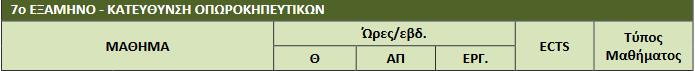 7ο ΕΞΑΜΗΝΟ - ΚΑΤΕΥΘΥΝΣΗ ΟΠΩΡΟΚΗΠΕΥΤΙΚΩΝ
ΜΑΘΗΜΑ Ώρες/εβδ. ECTS Τύπος Μαθήματος
Θ ΑΠ ΕΡΓ.